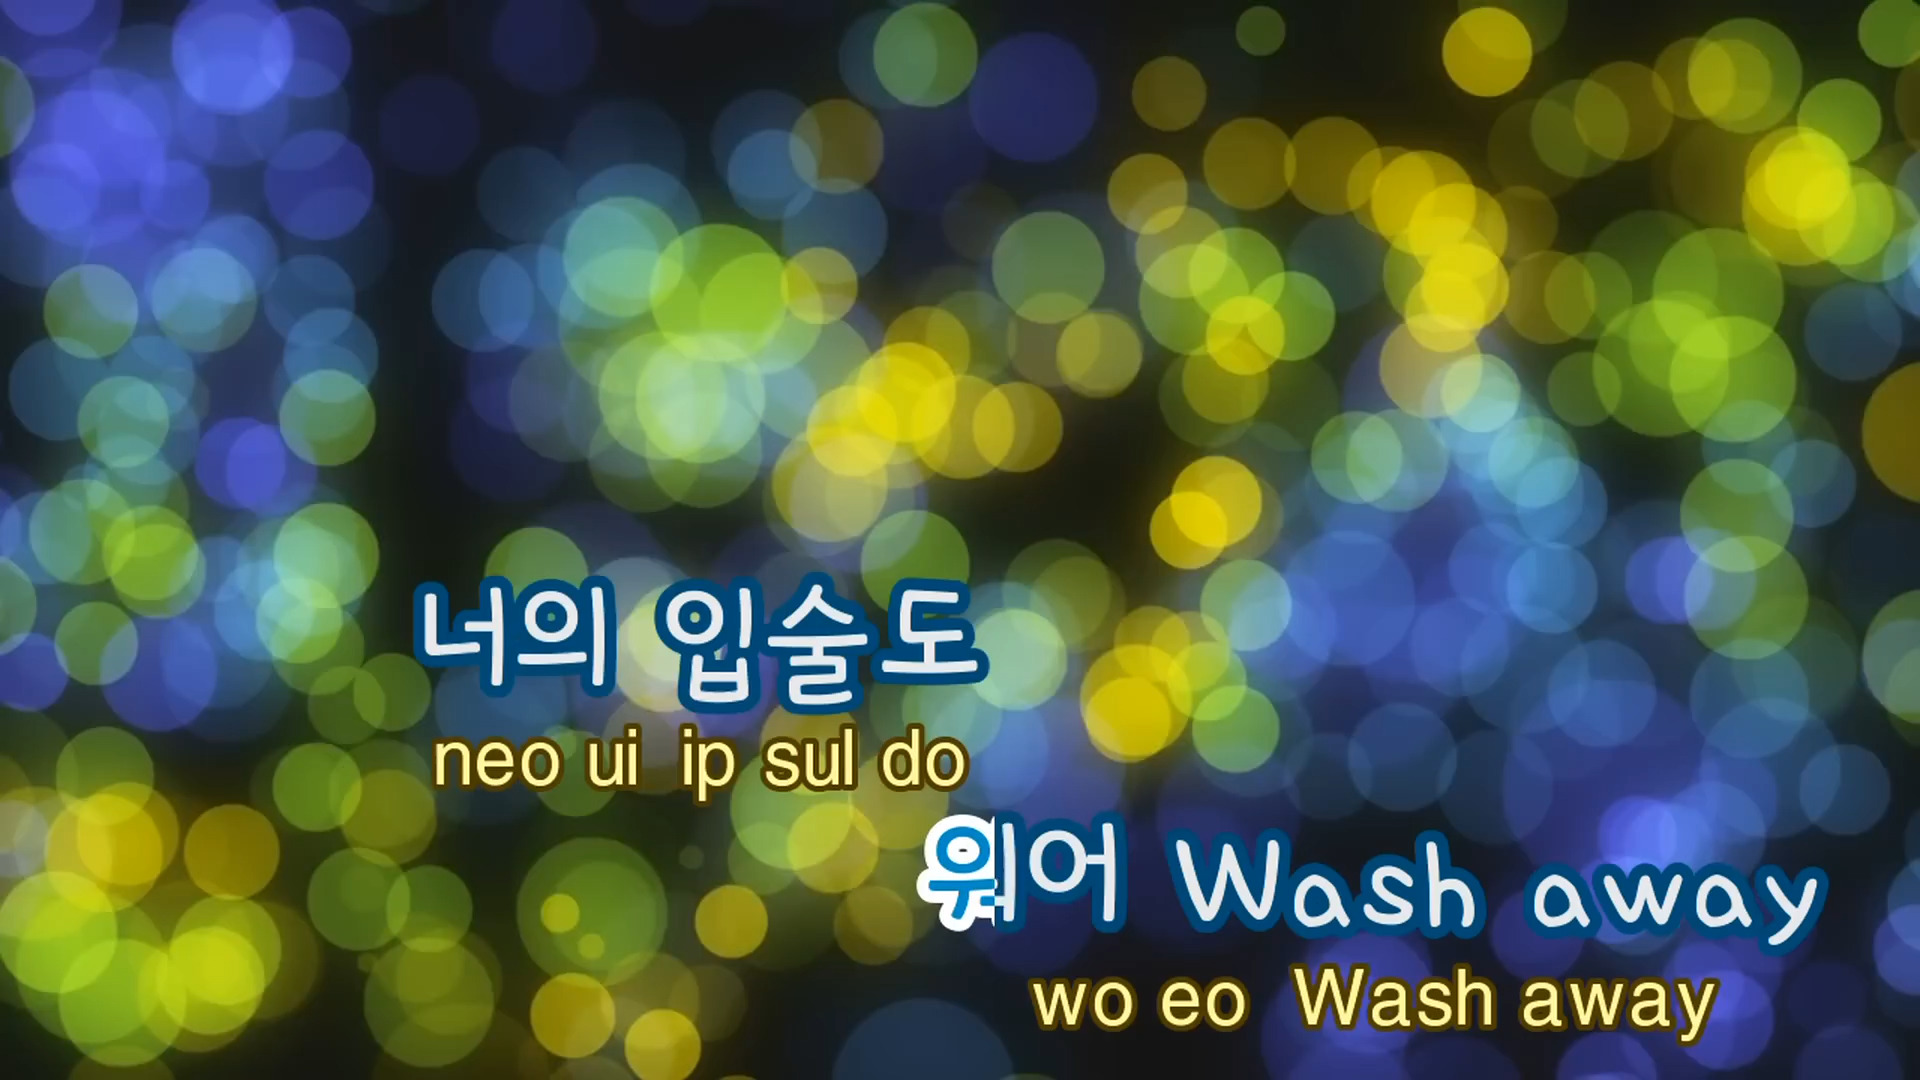 너의 입술도
neo ui ip sul do
워어 Wash away
wo eo Wash away